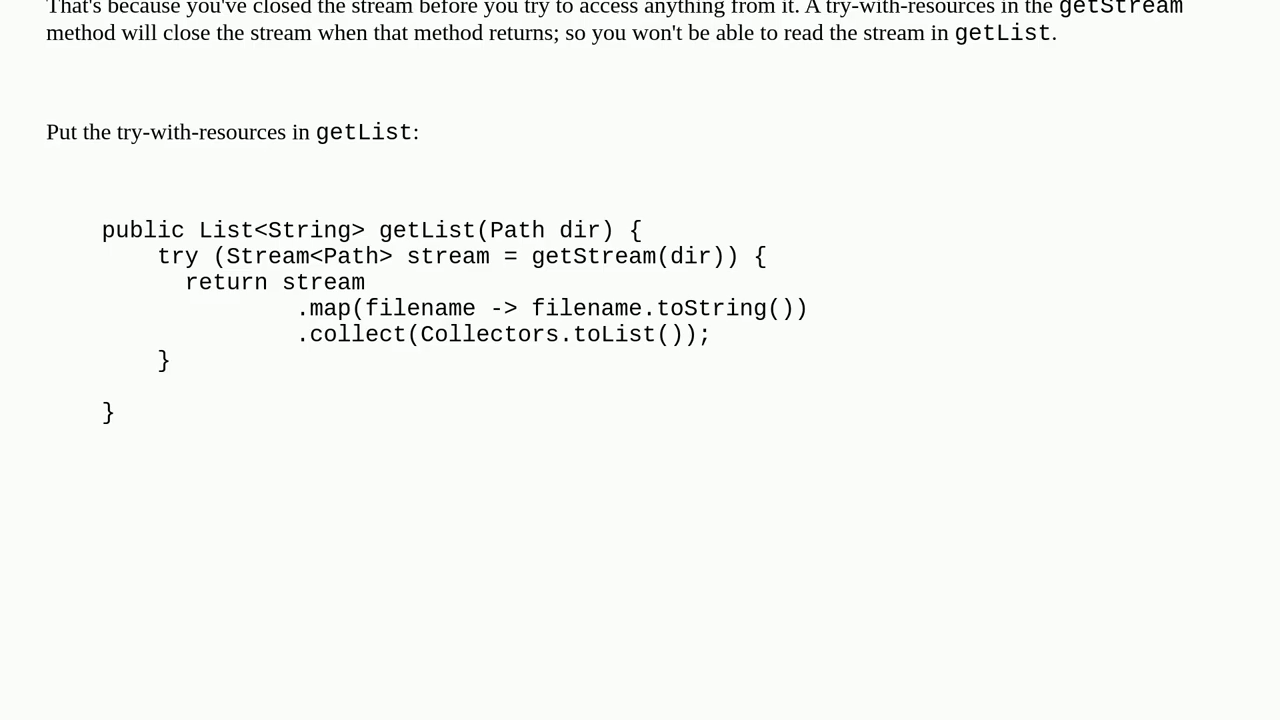 That's because you've closed the stream before you try to access anything from it. A try-with-resources in the getStream
method will close the stream when that method returns; so you won't be able to read the stream in getList.
Put the try-with-resources in getList:
public List<String> getList(Path dir) {
    try (Stream<Path> stream = getStream(dir)) {
      return stream
              .map(filename -> filename.toString())
              .collect(Collectors.toList());
    }
}